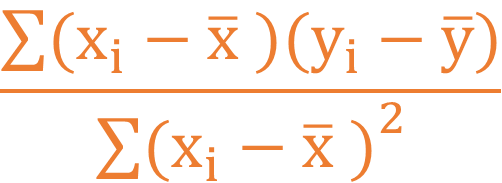 ∑(xᵢ − x̄ )(yᵢ − ȳ)
∑(xᵢ − x̄ )²